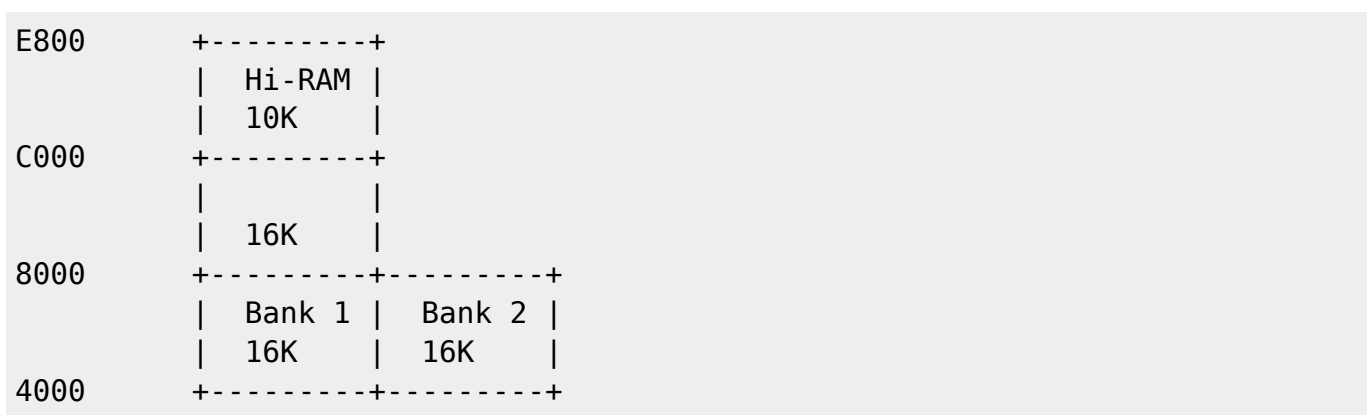 E800       +---------+
           |  Hi-RAM |
           |  10K    |
C000       +---------+
           |         |
           |  16K    |
8000       +---------+---------+
           |  Bank 1 |  Bank 2 |
           |  16K    |  16K    |
4000       +---------+---------+